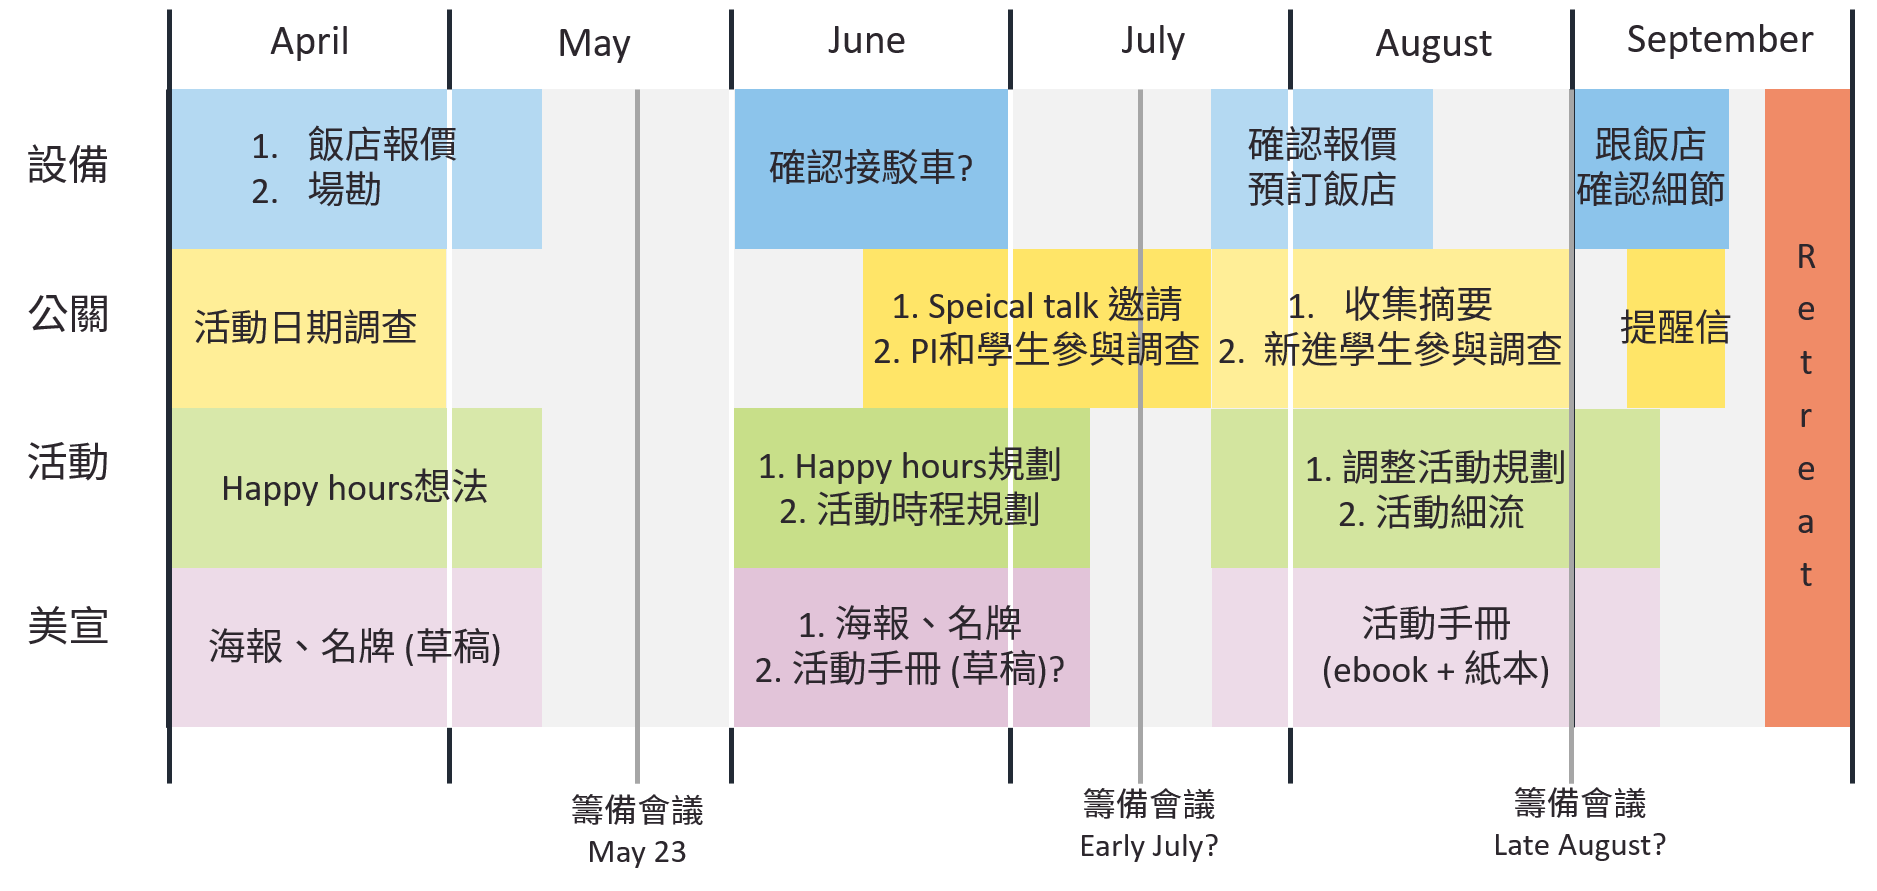 April
May
June
July
August
September
設備
1. 飯店報價
2. 場勘
確認接駁車?
確認報價
預訂飯店
跟飯店
確認細節
公關
活動日期調查
1. Speical talk 邀請
2. PI和學生參與調查
1. 收集摘要
2. 新進學生參與調查
提醒信
活動
Happy hours想法
1. Happy hours規劃
2. 活動時程規劃
1. 調整活動規劃
2. 活動細流
美宣
海報、名牌 (草稿)
1. 海報、名牌
2. 活動手冊 (草稿)?
活動手冊
(ebook + 紙本)
Retreat
籌備會議
May 23
籌備會議
Early July?
籌備會議
Late August?